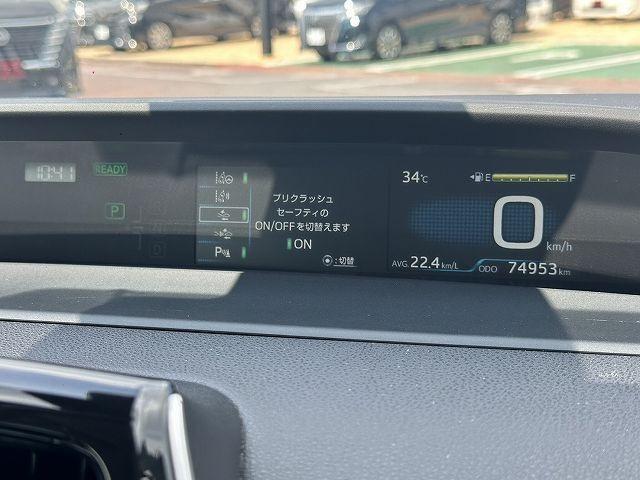 10:41
READY
P
N
D
プリクラッシュ
セーフティの
ON/OFFを切替えます
ON
:切替
P
34℃
E F
0 km/h
AVG 22.4 km/L
ODO 74953 km